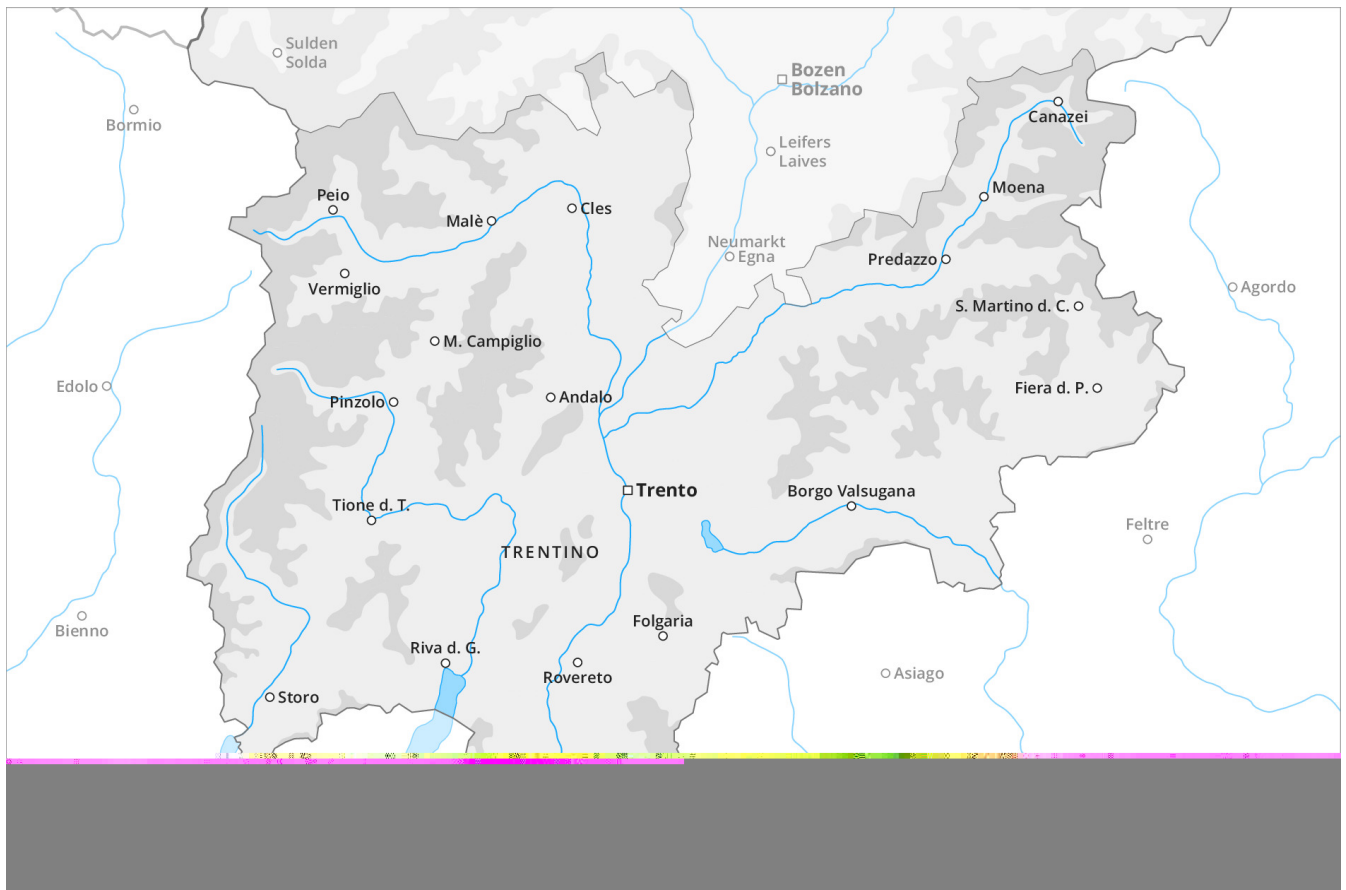 Sulden
Solda
Bozen
Bolzano
Bormio
Canazei
Leifers
Laives
Peio
Moena
Malè
Cles
Neumarkt
Egna
Predazzo
Vermiglio
Agordo
S. Martino d. C.
M. Campiglio
Edolo
Fiera d. P.
Pinzolo
Andalo
Trento
Borgo Valsugana
Tione d. T.
Feltre
TRENTINO
Folgaria
Bienno
Riva d. G.
Rovereto
Asiago
Storo